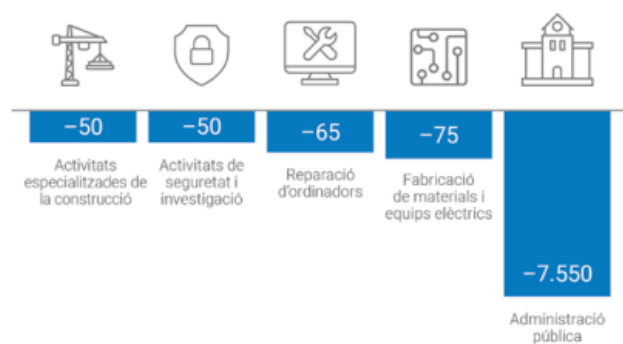 −50
−50
−65
−75
−7.550
Activitats
especialitzades de
la construcció
Activitats de
seguretat i
investigació
Reparació
d'ordinadors
Fabricació
de materials i
equips elèctrics
Administració
pública